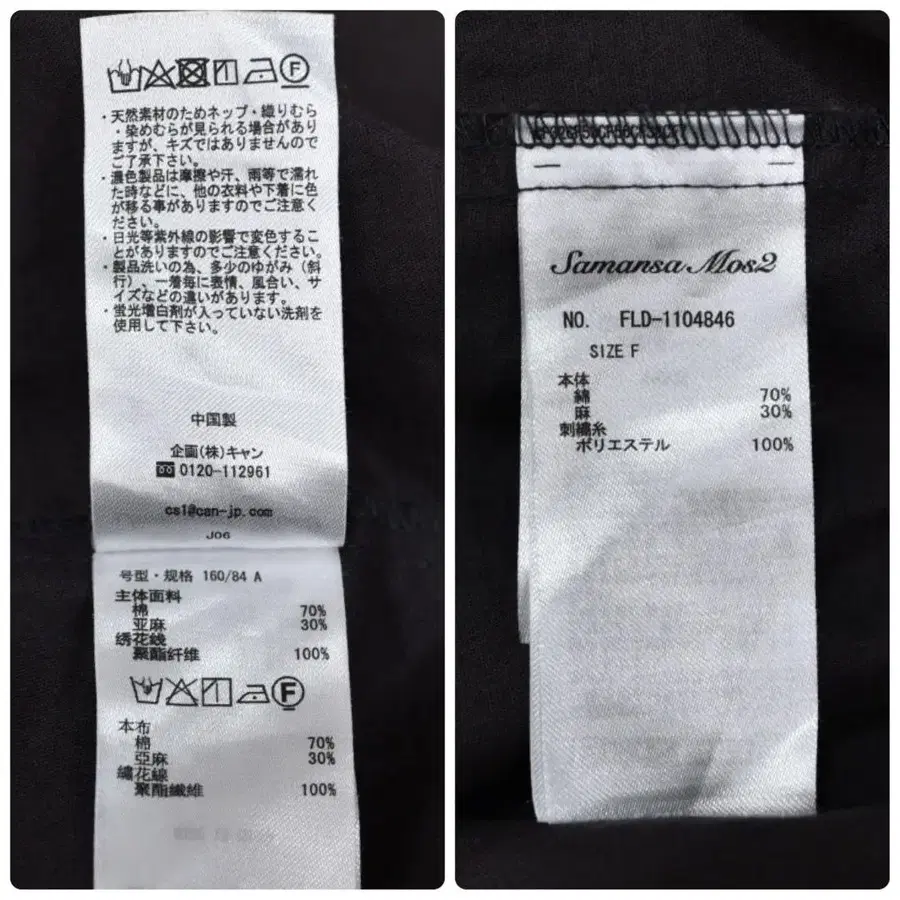 F
・天然素材のためネップ・織りむら
・染めむらが見られる場合があり
ますが、キズではありませんので
ご了承下さい。
・濃色製品は摩擦や汗、雨等で濡れ
た時などに、他の衣料や下着に色
が移る事がありますのでご注意く
ださい。
・日光等紫外線の影響で変色するこ
とがありますのでご注意ください。
・製品洗いの為、多少のゆがみ（斜
行）、一着毎に表情、風合い、サ
イズなどの違いがあります。
・蛍光増白剤が入っていない洗剤を
使用して下さい。
中国製
企画(株)キャン
0120-112961
cs1@can-jp.com
J06
号型・规格 160/84 A
主体面料
棉 70%
亚麻 30%
绣花线
聚酯纤维 100%
F
本布
棉 70%
亞麻 30%
繡花線
聚酯纖維 100%
Samansa Mos2
NO. FLD-1104846
SIZE F
本体
綿 70%
麻 30%
刺繍糸
ポリエステル 100%